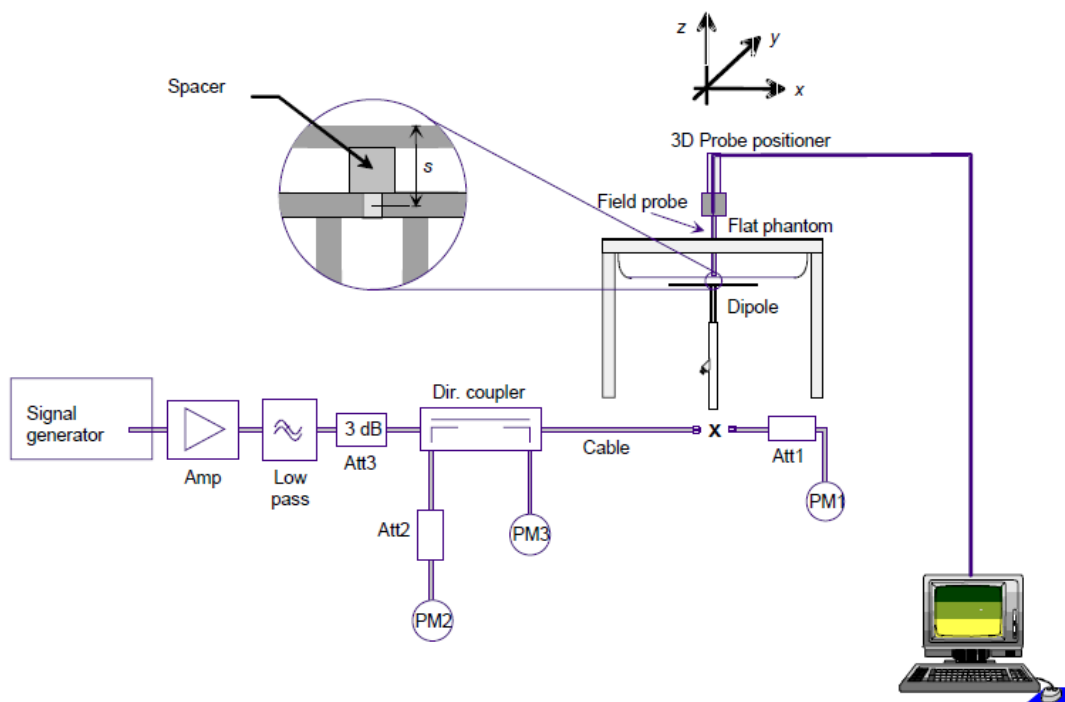 z
y
x
Spacer
s
3D Probe positioner
Field probe
Flat phantom
Dipole
Signal
generator
Amp
Low
pass
3 dB
Att3
Dir. coupler
Cable
X
Att1
PM1
Att2
PM3
PM2